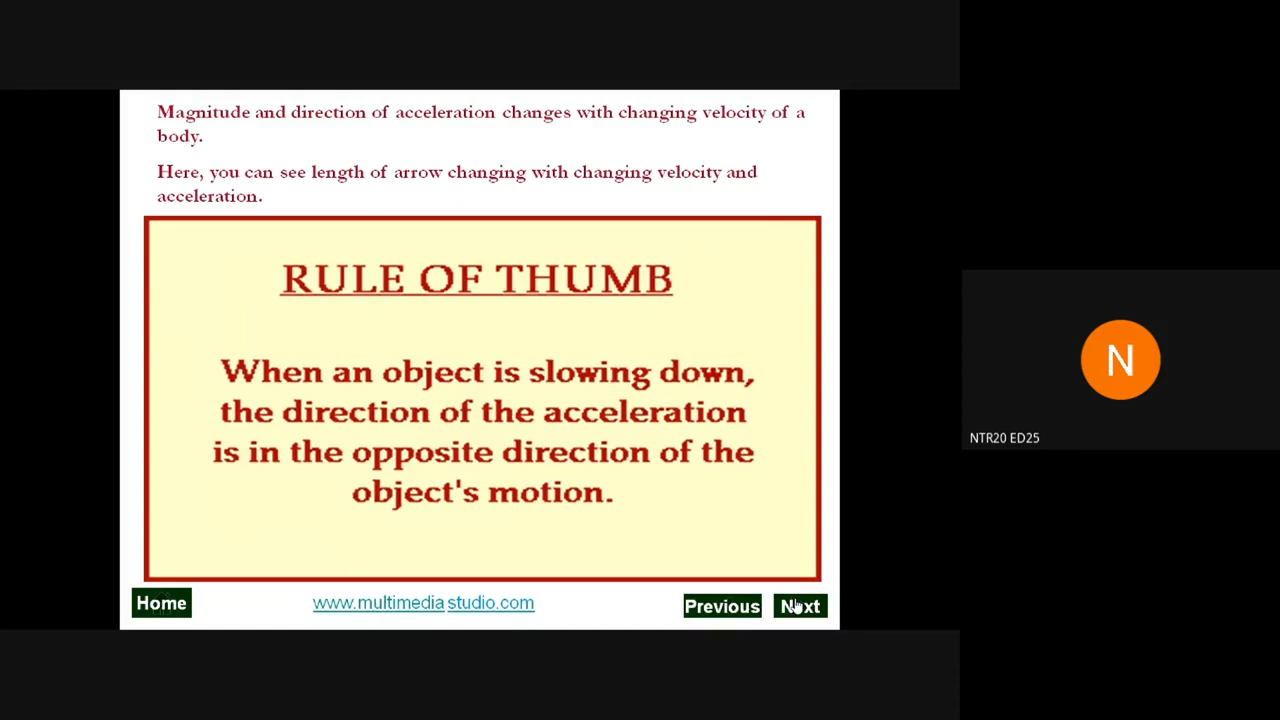 Magnitude and direction of acceleration changes with changing velocity of a
body.
Here, you can see length of arrow changing with changing velocity and
acceleration.
RULE OF THUMB
When an object is slowing down,
the direction of the acceleration
is in the opposite direction of the
object's motion.
Home
www.multimedia studio.com
Previous
Next
N
NTR20 ED25